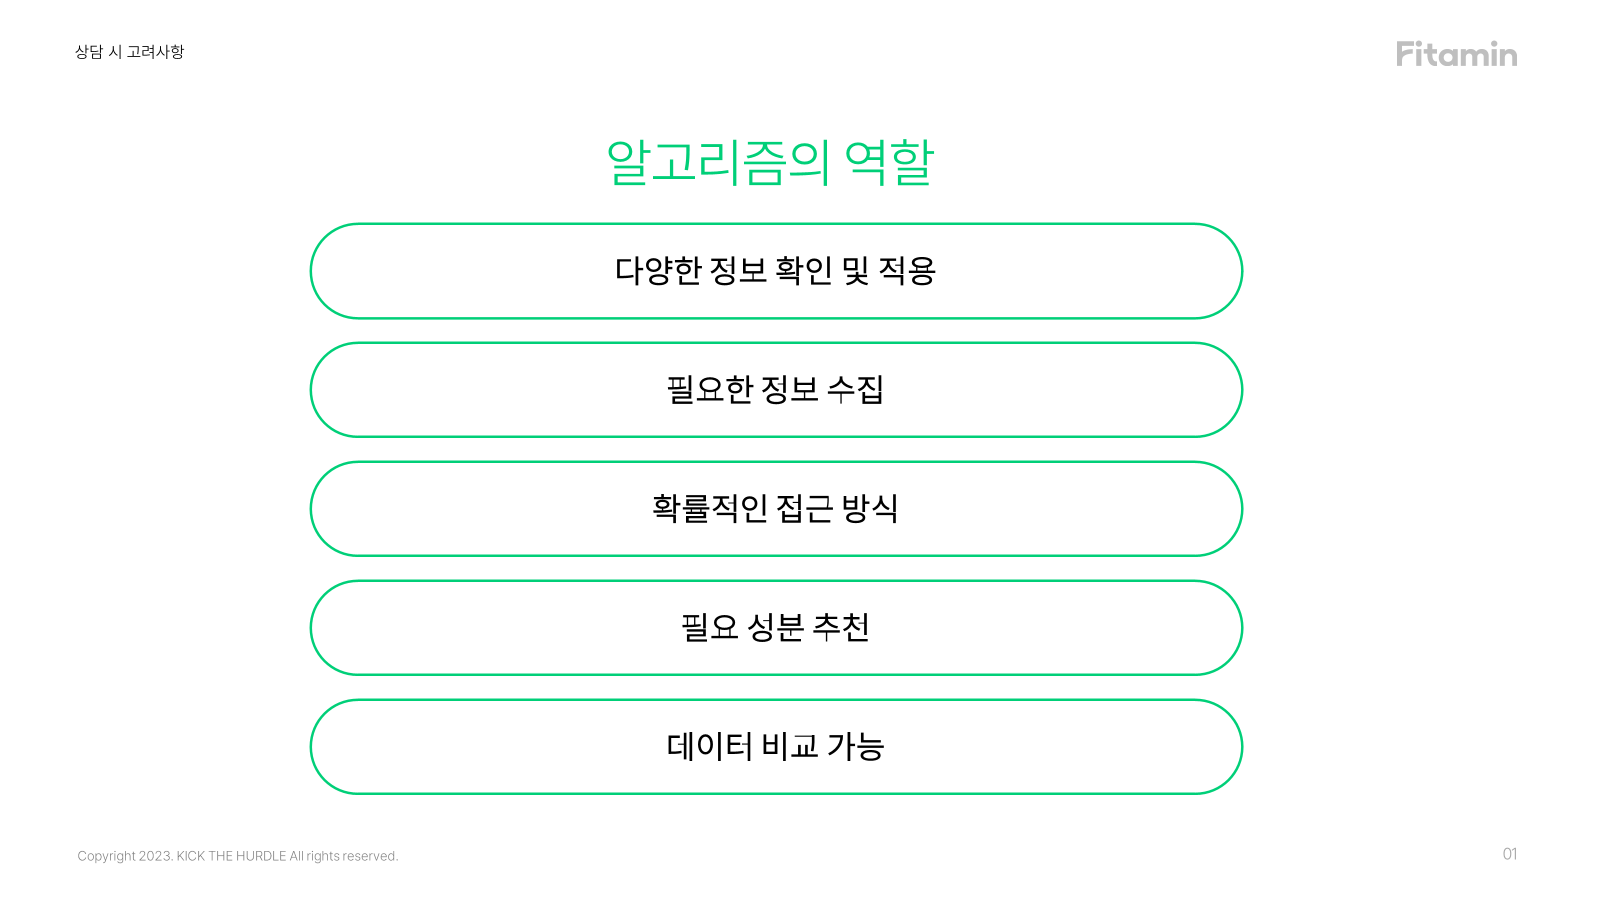 상담 시 고려사항
Fitamin
알고리즘의 역할
다양한 정보 확인 및 적용
필요한 정보 수집
확률적인 접근 방식
필요 성분 추천
데이터 비교 가능
Copyright 2023. KICK THE HURDLE All rights reserved.
01